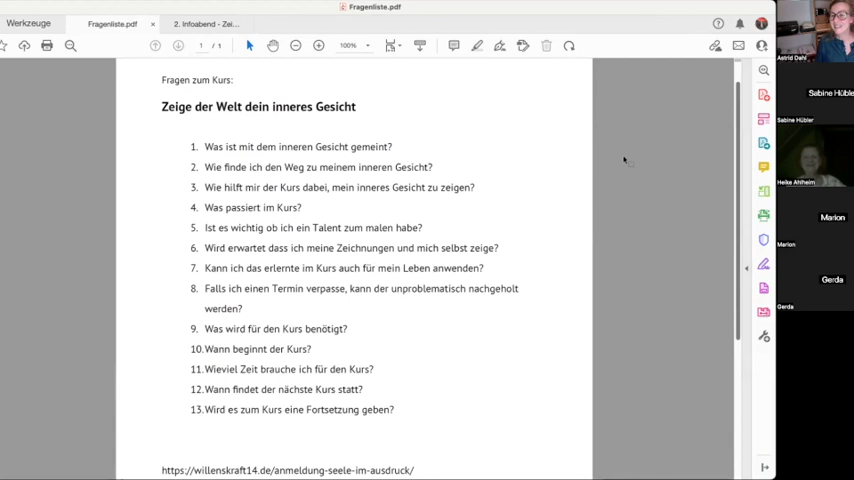 Fragenliste.pdf
Werkzeuge
Fragenliste.pdf ×
2. Infoabend - Zei...
1 / 1
100%
Fragen zum Kurs:
Zeige der Welt dein inneres Gesicht
1. Was ist mit dem inneren Gesicht gemeint?
2. Wie finde ich den Weg zu meinem inneren Gesicht?
3. Wie hilft mir der Kurs dabei, mein inneres Gesicht zu zeigen?
4. Was passiert im Kurs?
5. Ist es wichtig ob ich ein Talent zum malen habe?
6. Wird erwartet dass ich meine Zeichnungen und mich selbst zeige?
7. Kann ich das erlernte im Kurs auch für mein Leben anwenden?
8. Falls ich einen Termin verpasse, kann der unproblematisch nachgeholt
werden?
9. Was wird für den Kurs benötigt?
10. Wann beginnt der Kurs?
11. Wieviel Zeit brauche ich für den Kurs?
12. Wann findet der nächste Kurs statt?
13. Wird es zum Kurs eine Fortsetzung geben?
https://willenskraft14.de/anmeldung-seele-im-ausdruck/
Astrid Dahl
Sabine Hübler
Sabine Hübler
Heike Ahlheim
Marion
Marion
Gerda
Gerda